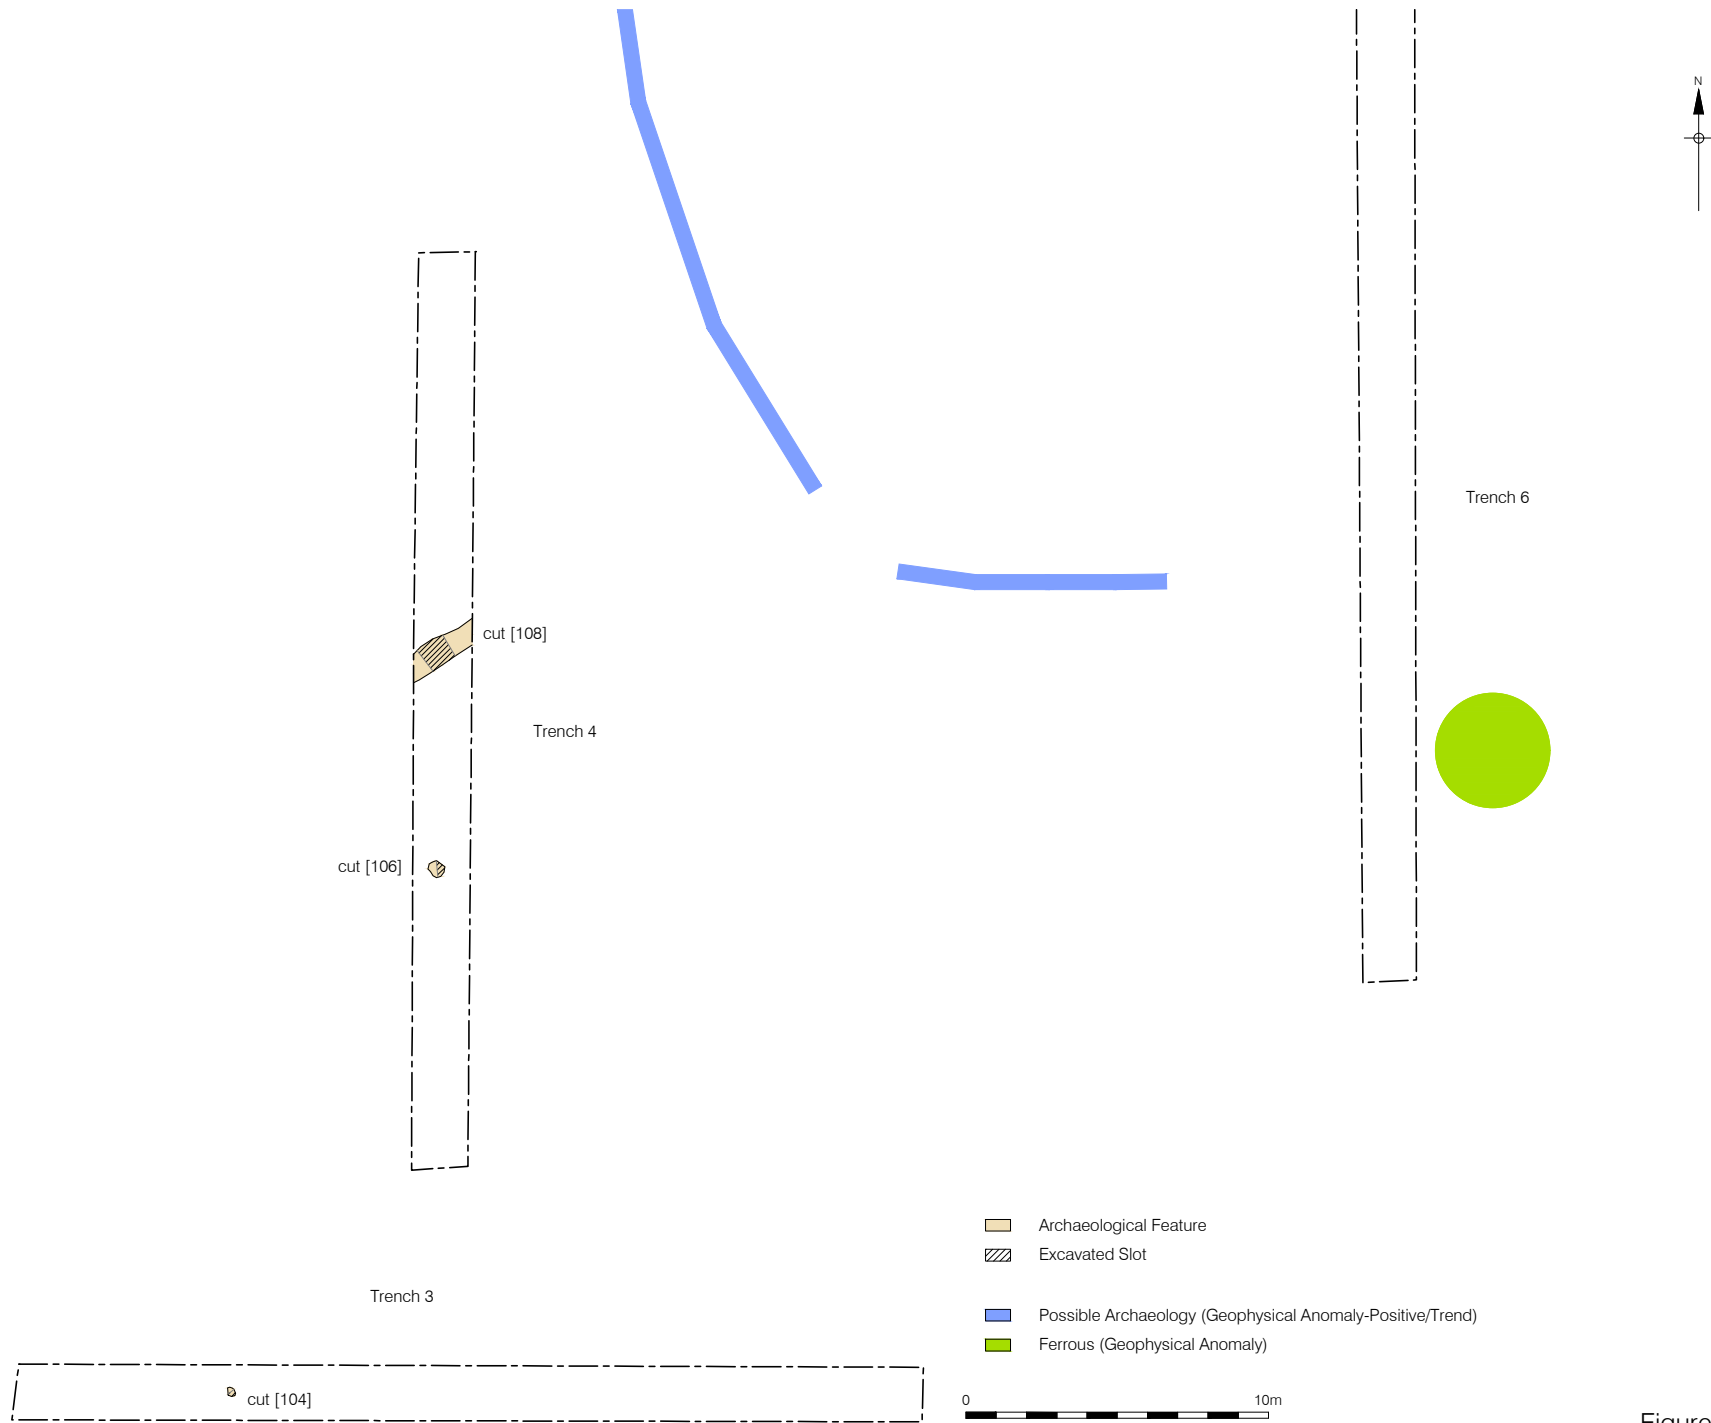 N
Trench 6
cut [108]
Trench 4
cut [106]
Archaeological Feature
Excavated Slot
Trench 3
Possible Archaeology (Geophysical Anomaly-Positive/Trend)
Ferrous (Geophysical Anomaly)
cut [104]
0 10m
Figure